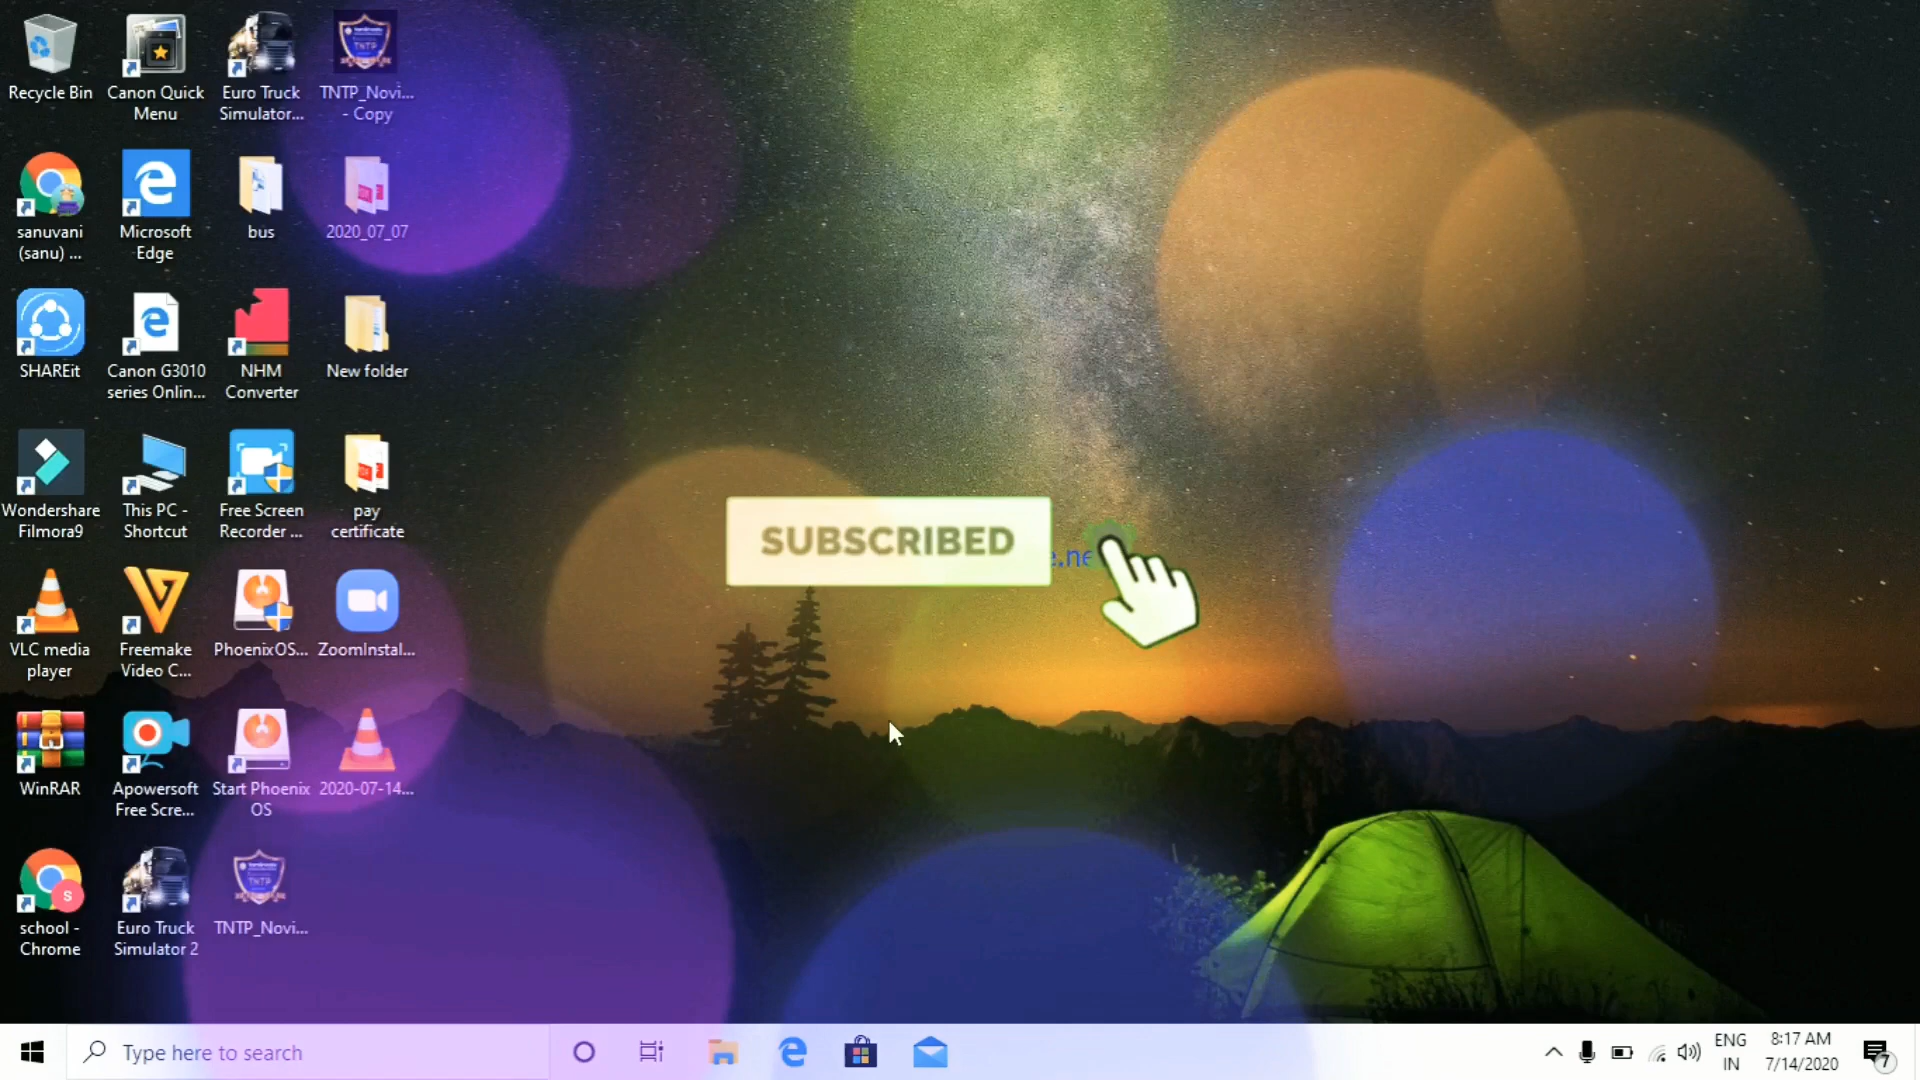 Recycle Bin
Canon Quick
Menu
Euro Truck
Simulator...
TNTP_Novi...
- Copy
sanuvani
(sanu) ...
Microsoft
Edge
bus
2020_07_07
SHAREit
Canon G3010
series Onlin...
NHM
Converter
New folder
Wondershare
Filmora9
This PC -
Shortcut
Free Screen
Recorder ...
pay
certificate
SUBSCRIBED
e.ne
VLC media
player
Freemake
Video C...
PhoenixOS...
ZoomInstal...
WinRAR
Apowersoft
Free Scre...
Start Phoenix
OS
2020-07-14...
school -
Chrome
Euro Truck
Simulator 2
TNTP_Novi...
Type here to search
ENG
IN
8:17 AM
7/14/2020
7